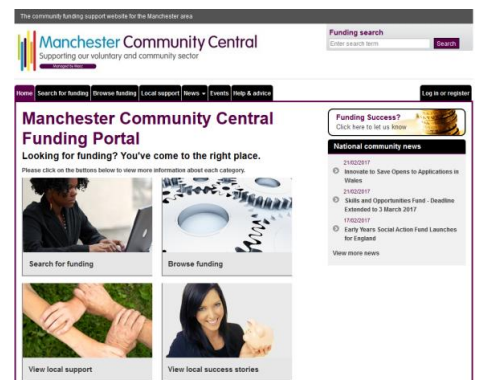 The community funding support website for the Manchester area
Manchester Community Central
Supporting our voluntary and community sector
Managed by Macc
Funding search
Enter search term
Search
Home Search for funding Browse funding Local support News Events Help & advice Log in or register
Manchester Community Central
Funding Portal
Looking for funding? You've come to the right place.
Please click on the buttons below to view more information about each category.
Search for funding
Browse funding
View local support
View local success stories
Funding Success?
Click here to let us know
National community news
21/02/2017
Innovate to Save Opens to Applications in
Wales
21/02/2017
Skills and Opportunities Fund - Deadline
Extended to 3 March 2017
17/02/2017
Early Years Social Action Fund Launches
for England
View more news